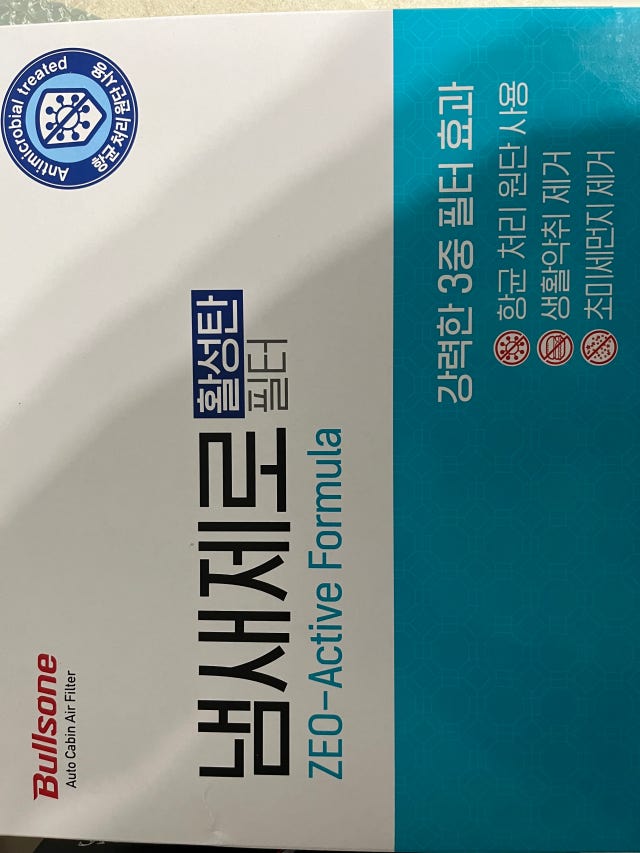 Bullsone
Auto Cabin Air Filter
Antimicrobial treated
항균 처리 원단 사용
냄새제로
활성탄
필터
ZEO-Active Formula
강력한 3중 필터 효과
항균 처리 원단 사용
생활악취 제거
초미세먼지 제거